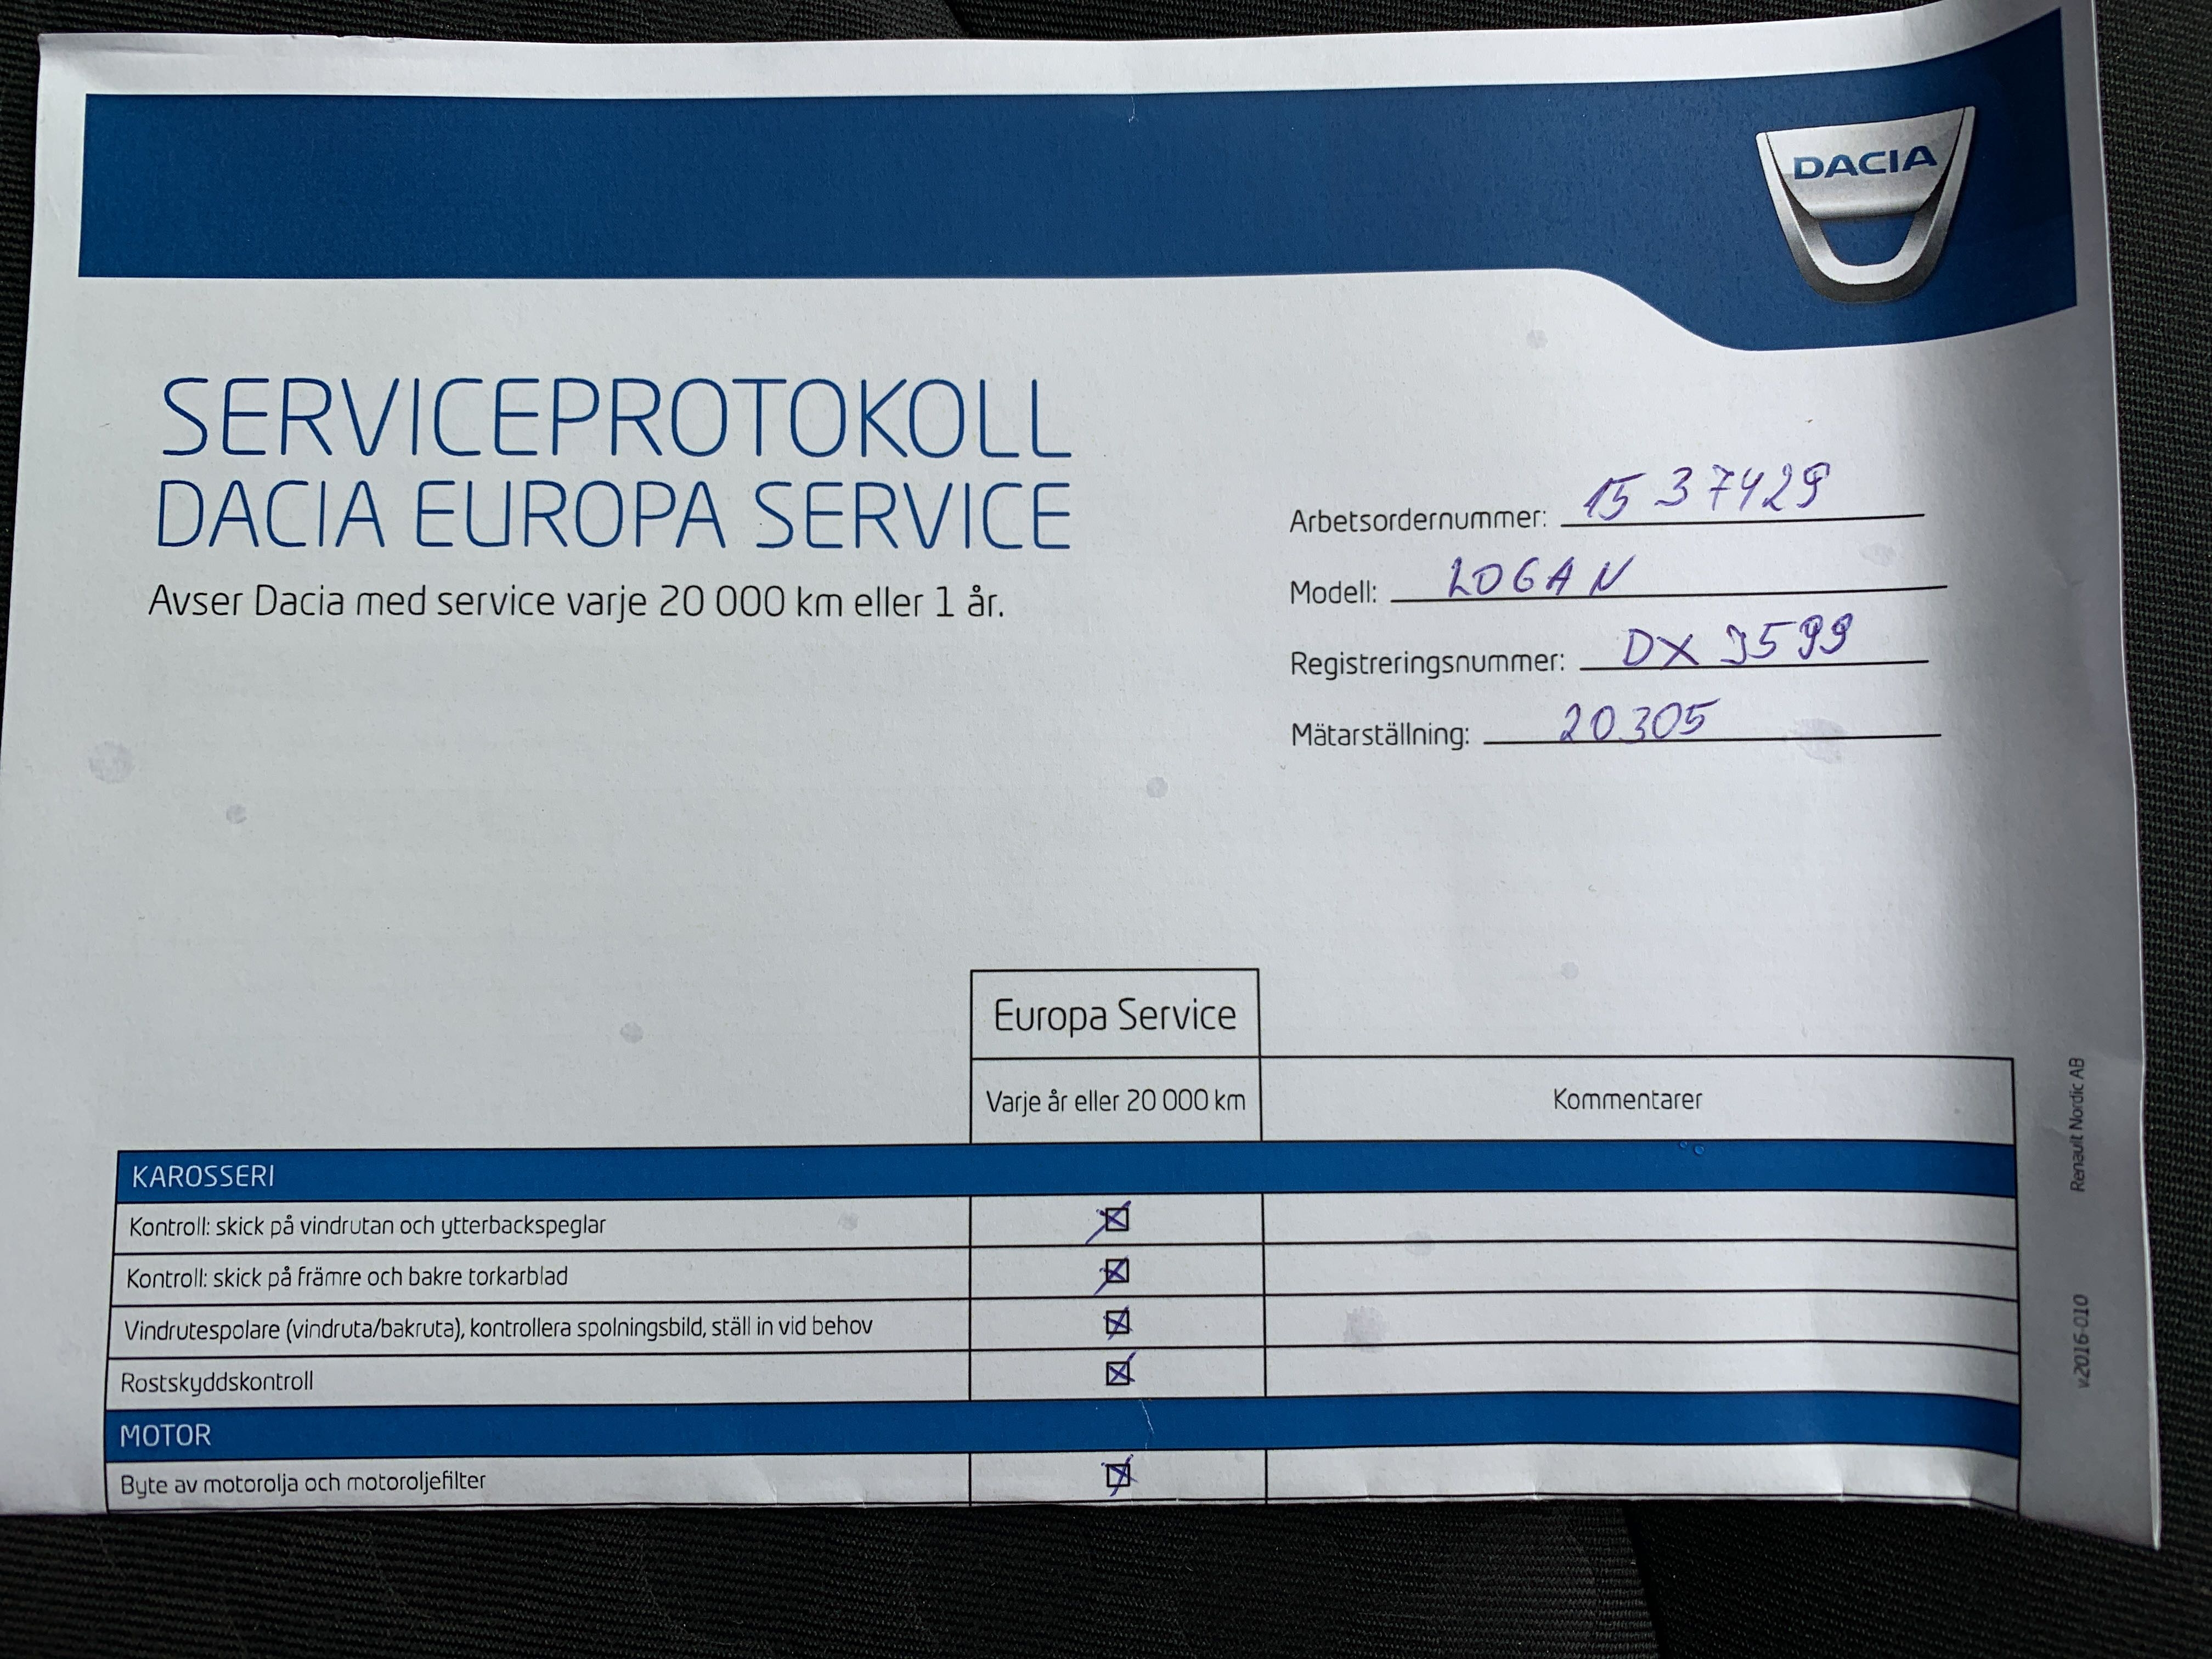 DACIA
SERVICEPROTOKOLL
DACIA EUROPA SERVICE
Avser Dacia med service varje 20 000 km eller 1 år.
Arbetsordernummer: 1537429
Modell: LOGAN
Registreringsnummer:
Mätarställning: 20305
Europa Service
Varje år eller 20 000 km
Kommentarer
KAROSSERI
Kontroll: skick på vindrutan och ytterbackspeglar
Kontroll: skick på främre och bakre torkarblad
Vindrutespolare (vindruta/bakruta), kontrollera spolningsbild, ställ in vid behov
Rostskyddskontroll
MOTOR
Byte av motorolja och motoroljefilter
Renault Nordic AB
v2016-010